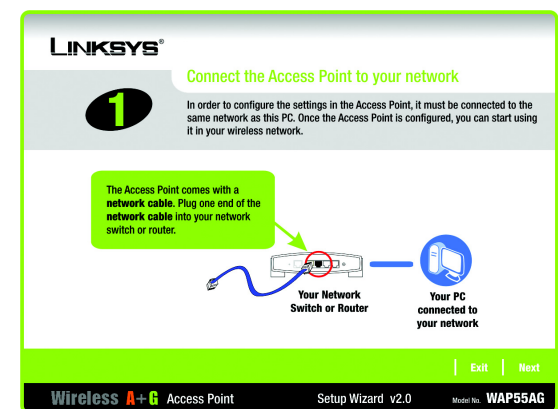 LINKSYS®
Connect the Access Point to your network
1
In order to configure the settings in the Access Point, it must be connected to the
same network as this PC. Once the Access Point is configured, you can start using
it in your wireless network.
The Access Point comes with a
network cable. Plug one end of the
network cable into your network
switch or router.
Your Network
Switch or Router
Your PC
connected to
your network
Exit
Next
Wireless A+G Access Point
Setup Wizard v2.0
Model No. WAP55AG